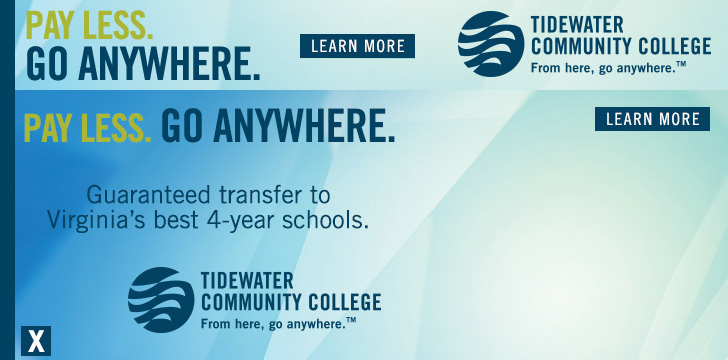 PAY LESS.
GO ANYWHERE.
LEARN MORE
TIDEWATER
COMMUNITY COLLEGE
From here, go anywhere.™
PAY LESS. GO ANYWHERE.
LEARN MORE
Guaranteed transfer to
Virginia's best 4-year schools.
TIDEWATER
COMMUNITY COLLEGE
From here, go anywhere.™
X